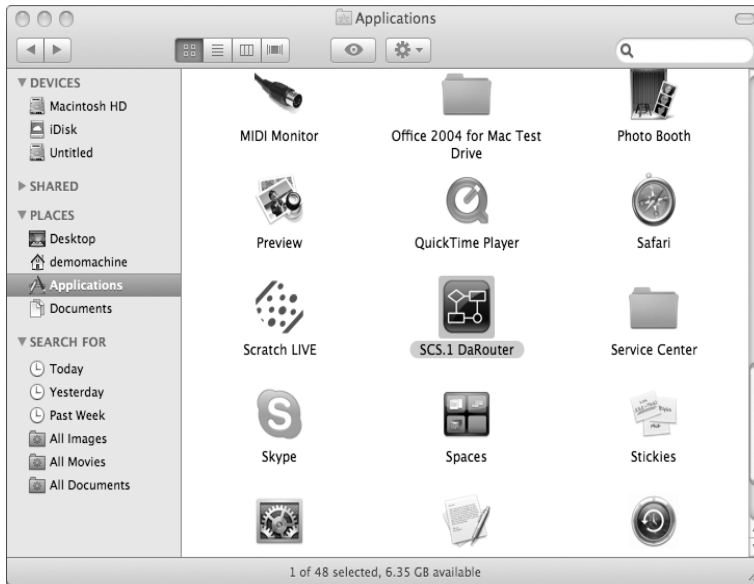 Applications
DEVICES
Macintosh HD
iDisk
Untitled
SHARED
PLACES
Desktop
demomachine
Applications
Documents
SEARCH FOR
Today
Yesterday
Past Week
All Images
All Movies
All Documents
MIDI Monitor
Office 2004 for Mac Test
Drive
Photo Booth
Preview
QuickTime Player
Safari
Scratch LIVE
SCS.1 DaRouter
Service Center
Skype
Spaces
Stickies
1 of 48 selected, 6.35 GB available